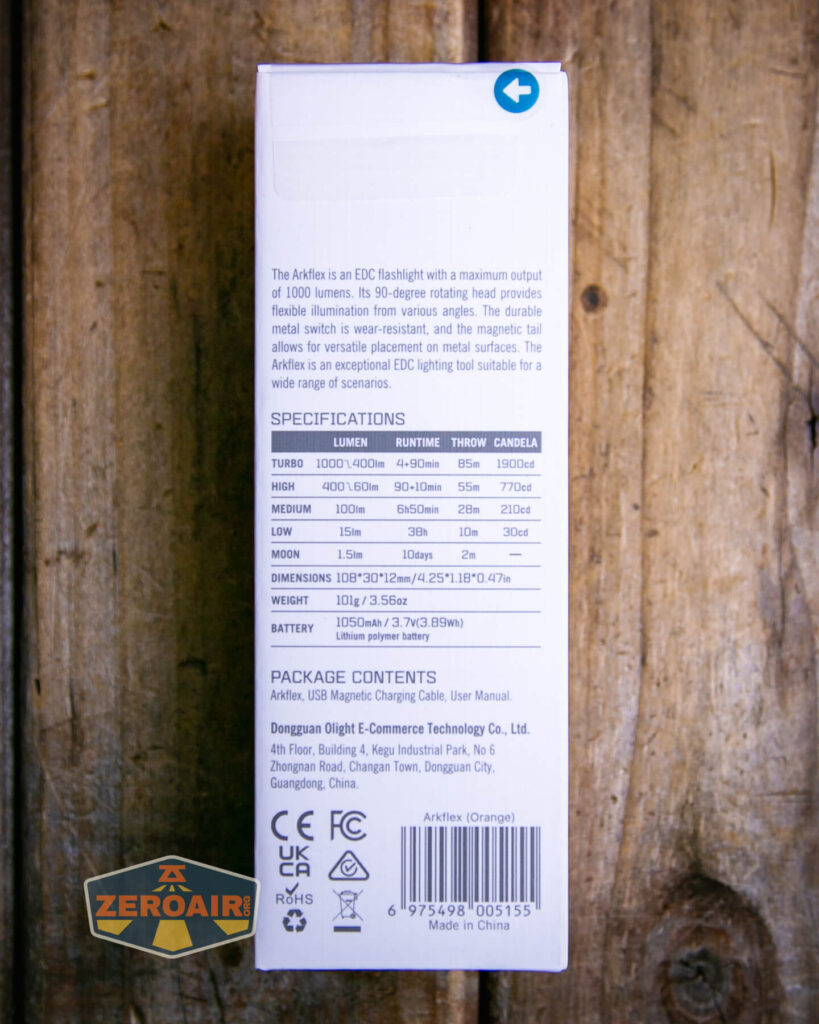 The Arkflex is an EDC flashlight with a maximum output
of 1000 lumens. Its 90-degree rotating head provides
flexible illumination from various angles. The durable
metal switch is wear-resistant, and the magnetic tail
allows for versatile placement on metal surfaces. The
Arkflex is an exceptional EDC lighting tool suitable for a
wide range of scenarios.
SPECIFICATIONS
LUMEN RUNTIME THROW CANDELA
TURBO 1000~400lm 4+90min 85m 1900cd
HIGH 400~60lm 90+10min 55m 770cd
MEDIUM 100lm 6h50min 28m 210cd
LOW 15lm 38h 10m 30cd
MOON 1.5lm 10days 2m —
DIMENSIONS 108*30*12mm/4.25*1.18*0.47in
WEIGHT 101g / 3.56oz
BATTERY 1050mAh / 3.7V(3.89Wh)
Lithium polymer battery
PACKAGE CONTENTS
Arkflex, USB Magnetic Charging Cable, User Manual.
Dongguan Olight E-Commerce Technology Co., Ltd.
4th Floor, Building 4, Kegu Industrial Park, No 6
Zhongnan Road, Changan Town, Dongguan City,
Guangdong, China.
CE FC
UK
CA
RoHS
Arkflex (Orange)
6 975498 005155
Made in China
ZEROAIR.ORG